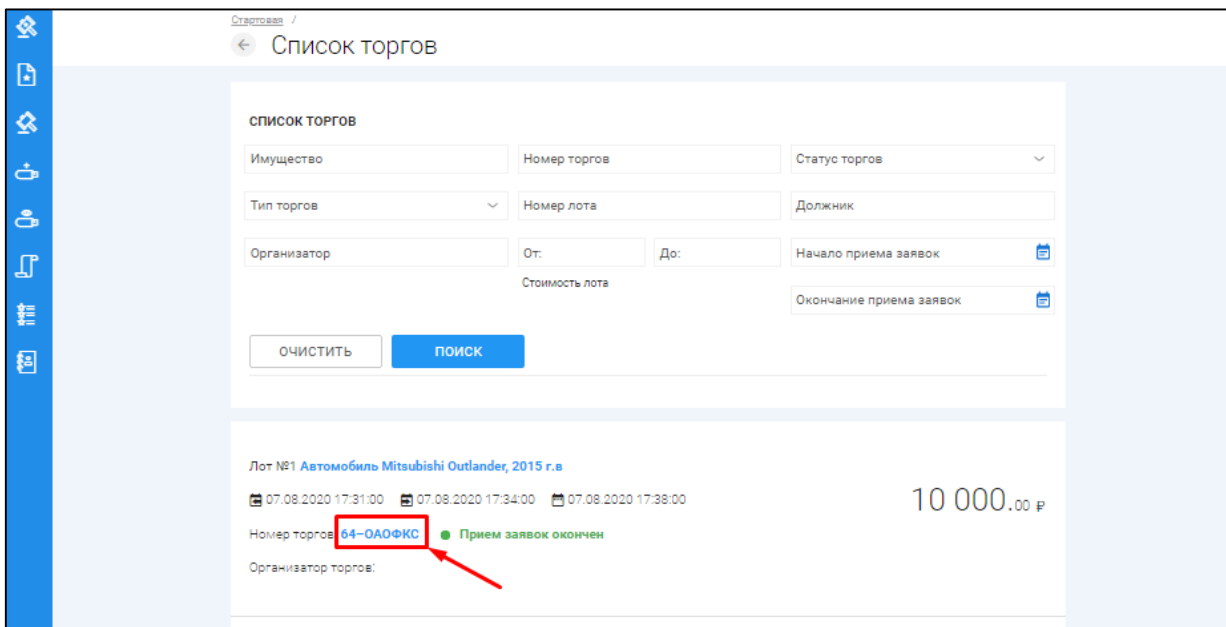 Стартовая /
Список торгов
СПИСОК ТОРГОВ
Имущество Номер торгов Статус торгов
Тип торгов Номер лота Должник
Организатор От: До: Начало приема заявок
Стоимость лота
Окончание приема заявок
ОЧИСТИТЬ ПОИСК
Лот №1 Автомобиль Mitsubishi Outlander, 2015 г.в
07.08.2020 17:31:00 07.08.2020 17:34:00 07.08.2020 17:38:00 10 000.00 ₽
Номер торгов 64–ОАОФКС Прием заявок окончен
Организатор торгов: